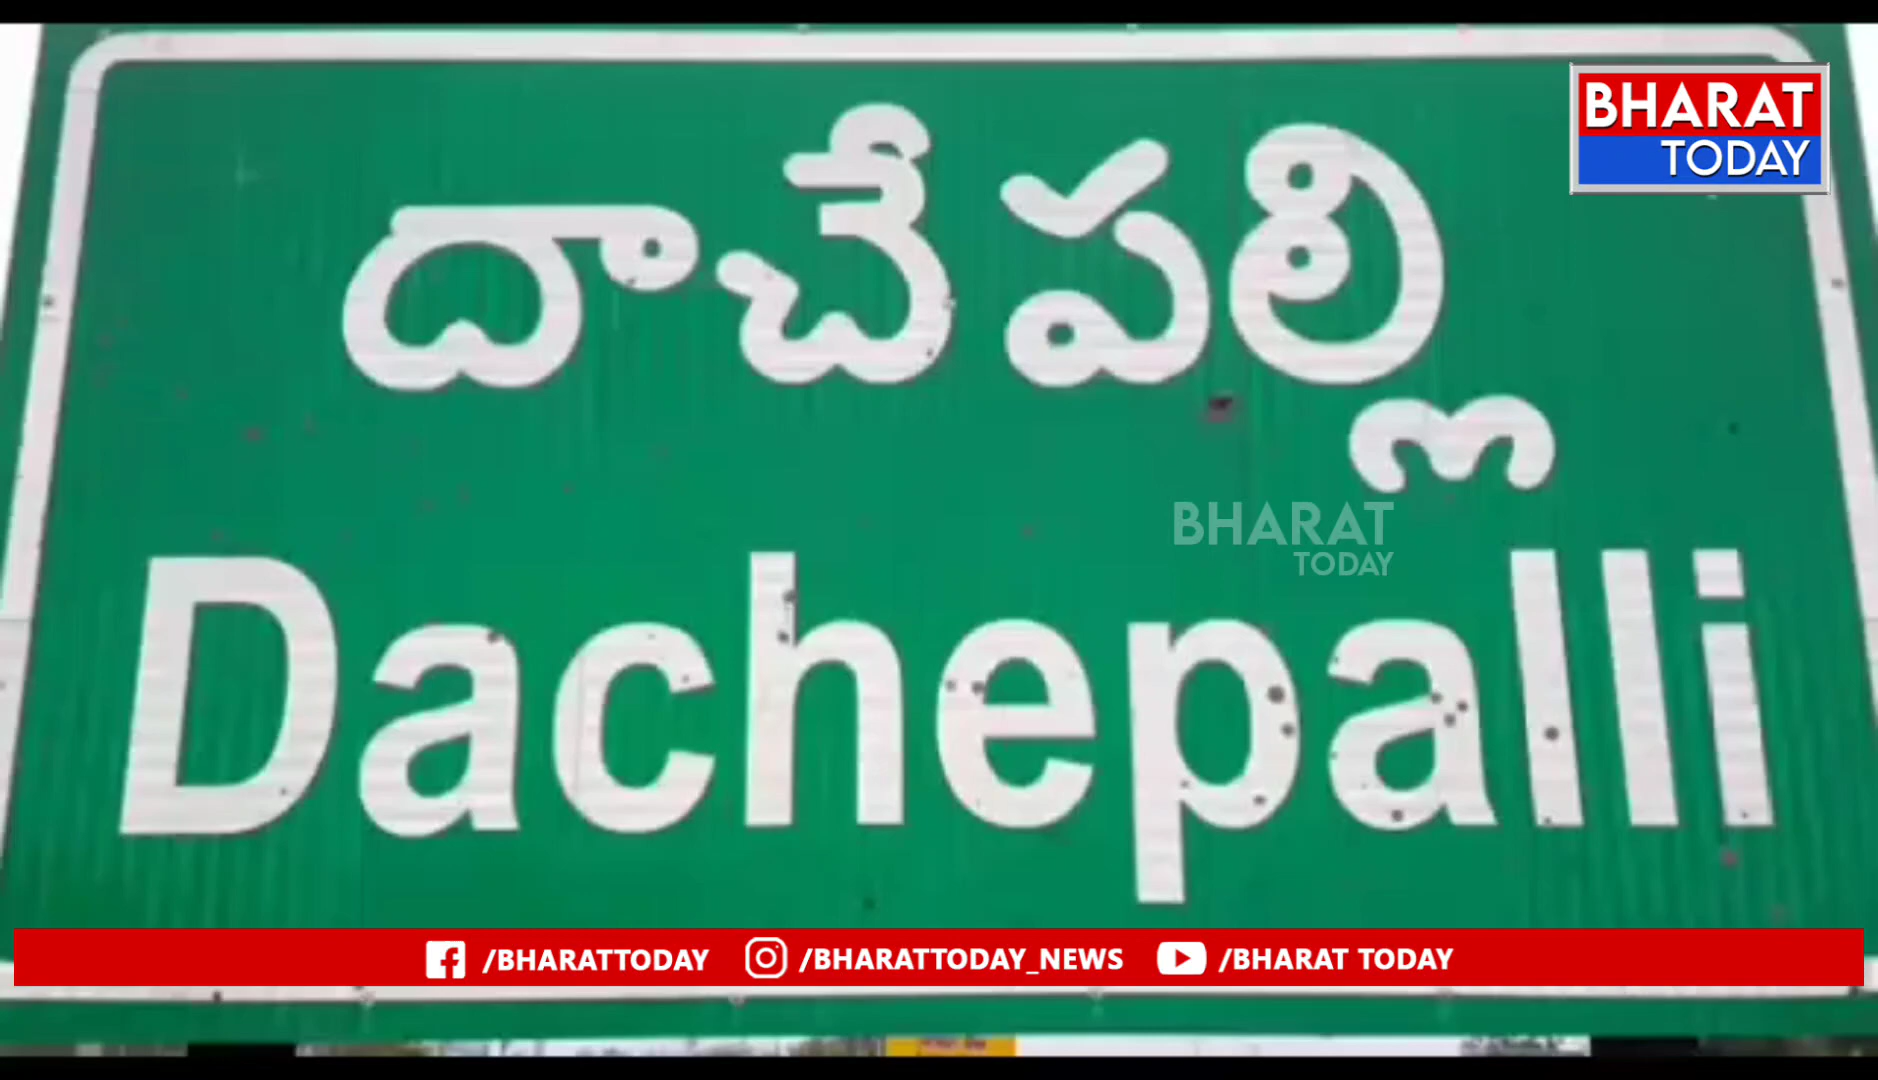 BHARAT
TODAY
దాచేపల్లి
BHARAT
TODAY
Dachepalli
/BHARATTODAY /BHARATTODAY_NEWS /BHARAT TODAY